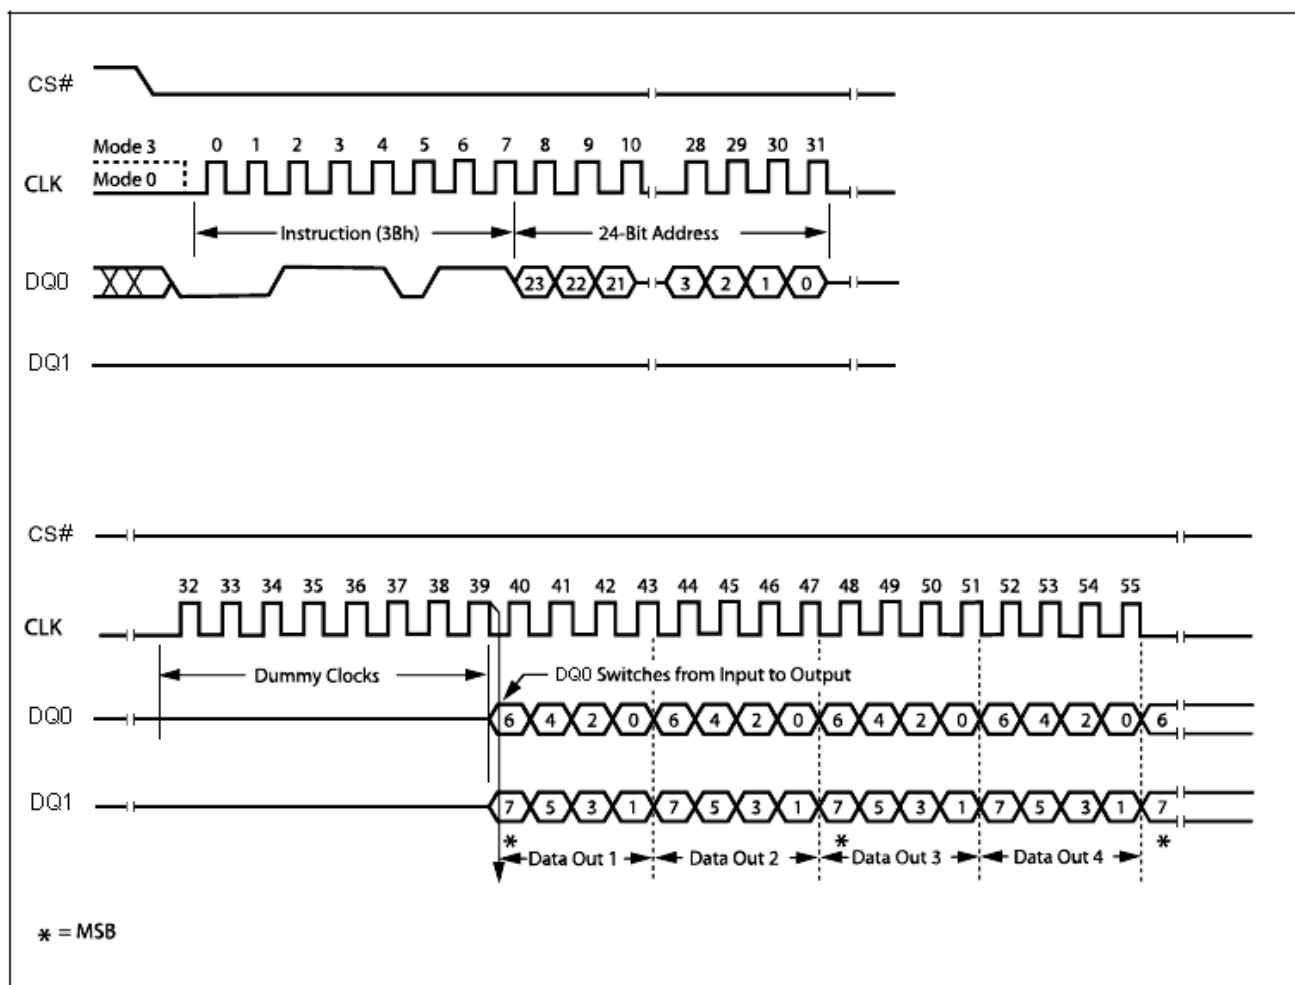 CS#
Mode 3
0 1 2 3 4 5 6 7 8 9 10 28 29 30 31
CLK
Mode 0
Instruction (3Bh) 24-Bit Address
DQ0 23 22 21 3 2 1 0
DQ1
CS#
32 33 34 35 36 37 38 39 40 41 42 43 44 45 46 47 48 49 50 51 52 53 54 55
CLK
Dummy Clocks DQ0 Switches from Input to Output
DQ0 6 4 2 0 6 4 2 0 6 4 2 0 6 4 2 0 6
DQ1 7 5 3 1 7 5 3 1 7 5 3 1 7 5 3 1 7
* * *
Data Out 1 Data Out 2 Data Out 3 Data Out 4
* = MSB